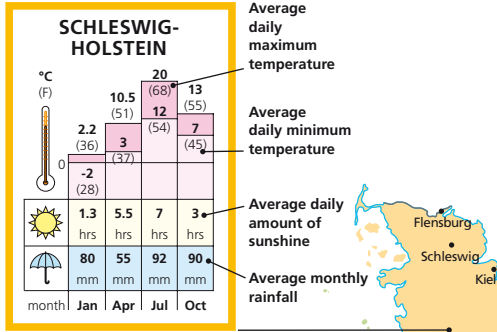 SCHLESWIG-
HOLSTEIN
°C
(F)
0
2.2
(36)
-2
(28)
10.5
(51)
3
(37)
20
(68)
12
(54)
13
(55)
7
(45)
1.3 5.5 7 3
hrs hrs hrs hrs
80 55 92 90
mm mm mm mm
month Jan Apr Jul Oct
Average
daily
maximum
temperature
Average
daily minimum
temperature
Average daily
amount of
sunshine
Average monthly
rainfall
Flensburg
Schleswig
Kiel